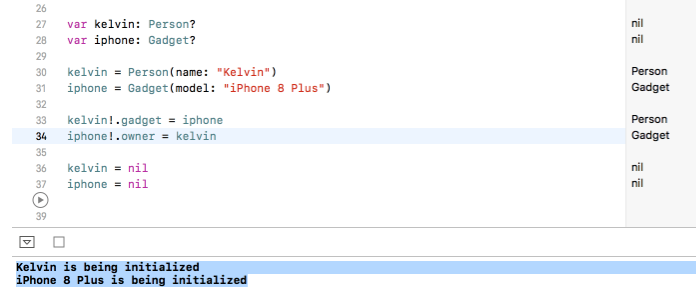 26
27 var kelvin: Person? nil
28 var iphone: Gadget? nil
29
30 kelvin = Person(name: "Kelvin") Person
31 iphone = Gadget(model: "iPhone 8 Plus") Gadget
32
33 kelvin!.gadget = iphone Person
34 iphone!.owner = kelvin Gadget
35
36 kelvin = nil nil
37 iphone = nil nil
39
Kelvin is being initialized
iPhone 8 Plus is being initialized